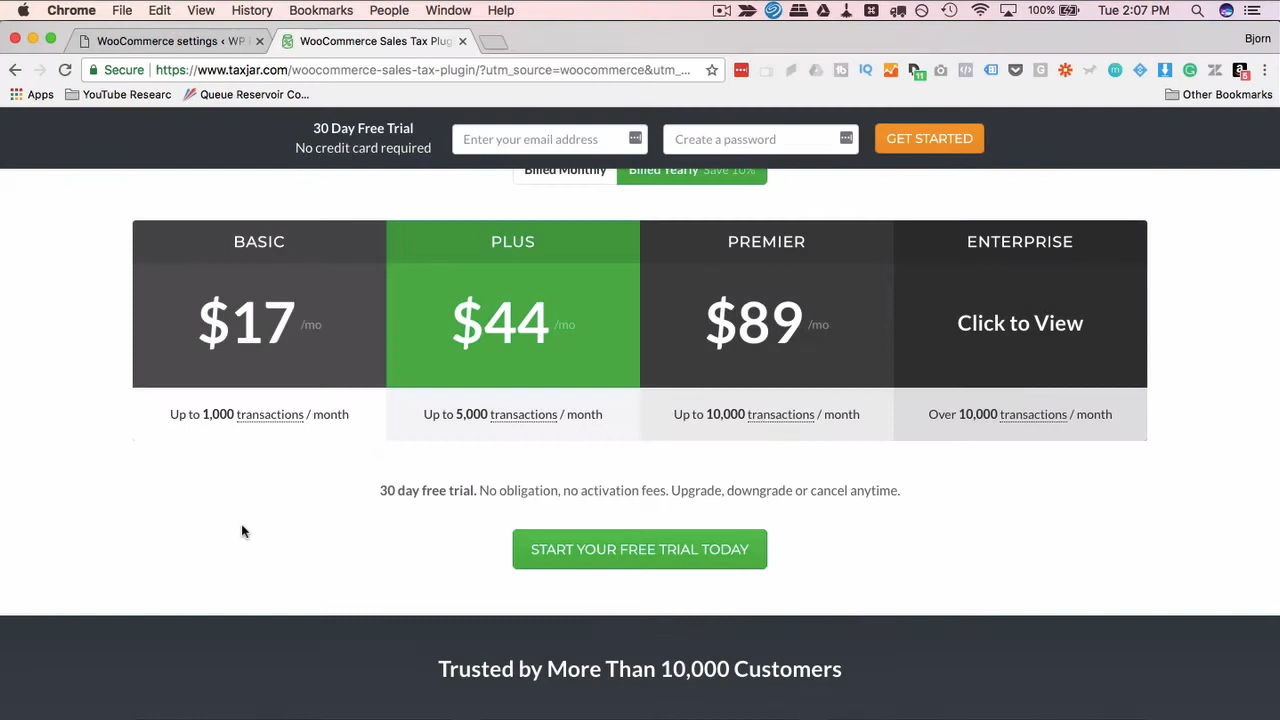 Chrome File Edit View History Bookmarks People Window Help 100% Tue 2:07 PM
WooCommerce settings ‹ WP
WooCommerce Sales Tax Plug
Bjorn
Secure https://www.taxjar.com/woocommerce-sales-tax-plugin/?utm_source=woocommerce&utm_...
Apps YouTube Researc Queue Reservoir Co... Other Bookmarks
30 Day Free Trial
No credit card required
Enter your email address
Create a password
GET STARTED
Billed Monthly
Billed Yearly Save 10%
BASIC
PLUS
PREMIER
ENTERPRISE
$17 /mo
$44 /mo
$89 /mo
Click to View
Up to 1,000 transactions / month
Up to 5,000 transactions / month
Up to 10,000 transactions / month
Over 10,000 transactions / month
30 day free trial. No obligation, no activation fees. Upgrade, downgrade or cancel anytime.
START YOUR FREE TRIAL TODAY
Trusted by More Than 10,000 Customers